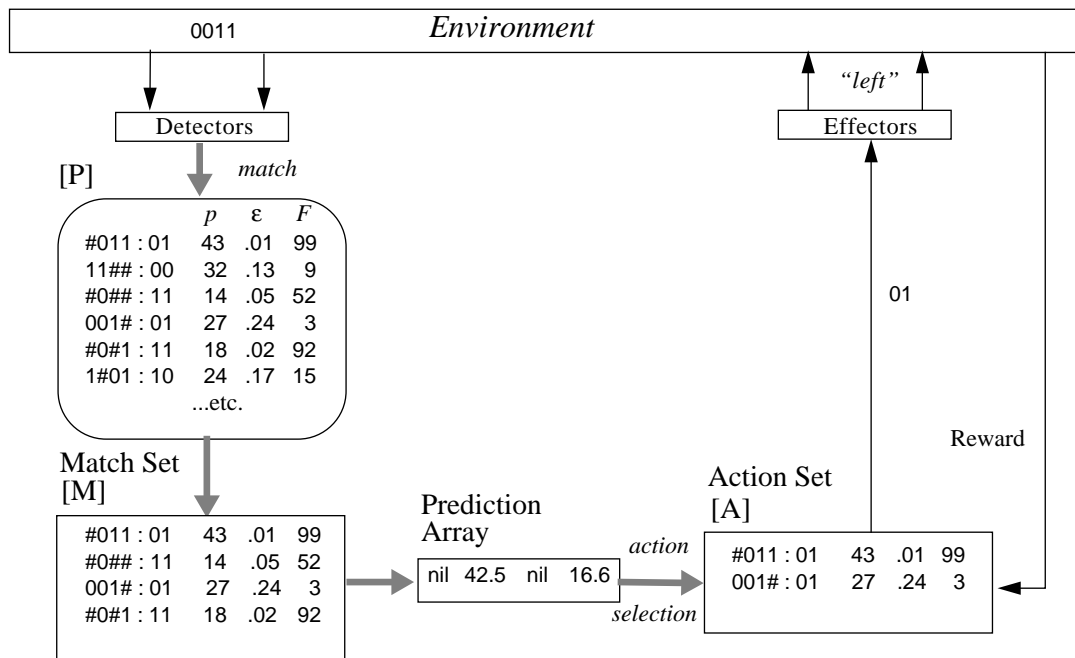 0011
Environment
“left”
Detectors
Effectors
match
[P]
p ε F
#011 : 01 43 .01 99
11## : 00 32 .13 9
#0## : 11 14 .05 52
001# : 01 27 .24 3
#0#1 : 11 18 .02 92
1#01 : 10 24 .17 15
...etc.
01
Reward
Match Set
[M]
#011 : 01 43 .01 99
#0## : 11 14 .05 52
001# : 01 27 .24 3
#0#1 : 11 18 .02 92
Prediction
Array
nil 42.5 nil 16.6
action
selection
Action Set
[A]
#011 : 01 43 .01 99
001# : 01 27 .24 3